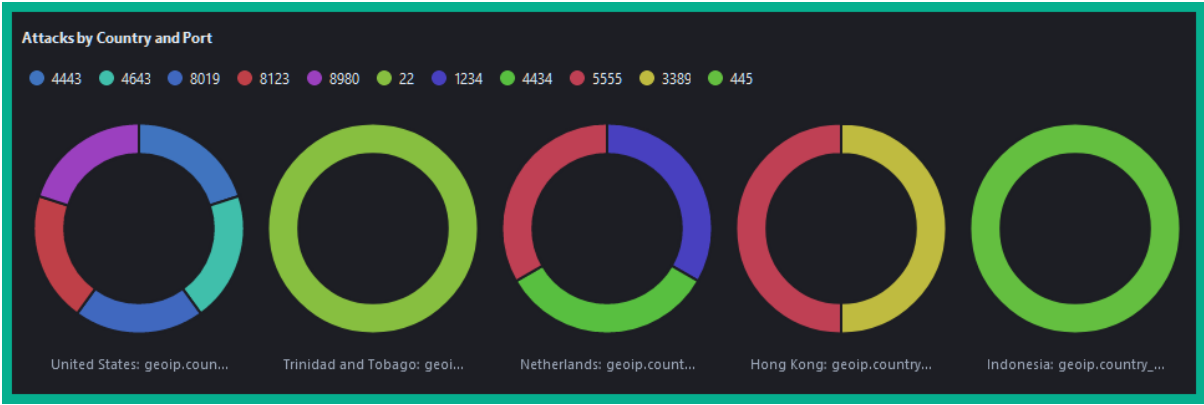 Attacks by Country and Port
4443 4643 8019 8123 8980 22 1234 4434 5555 3389 445
United States: geoip.coun... Trinidad and Tobago: geoi... Netherlands: geoip.count... Hong Kong: geoip.country... Indonesia: geoip.country_...